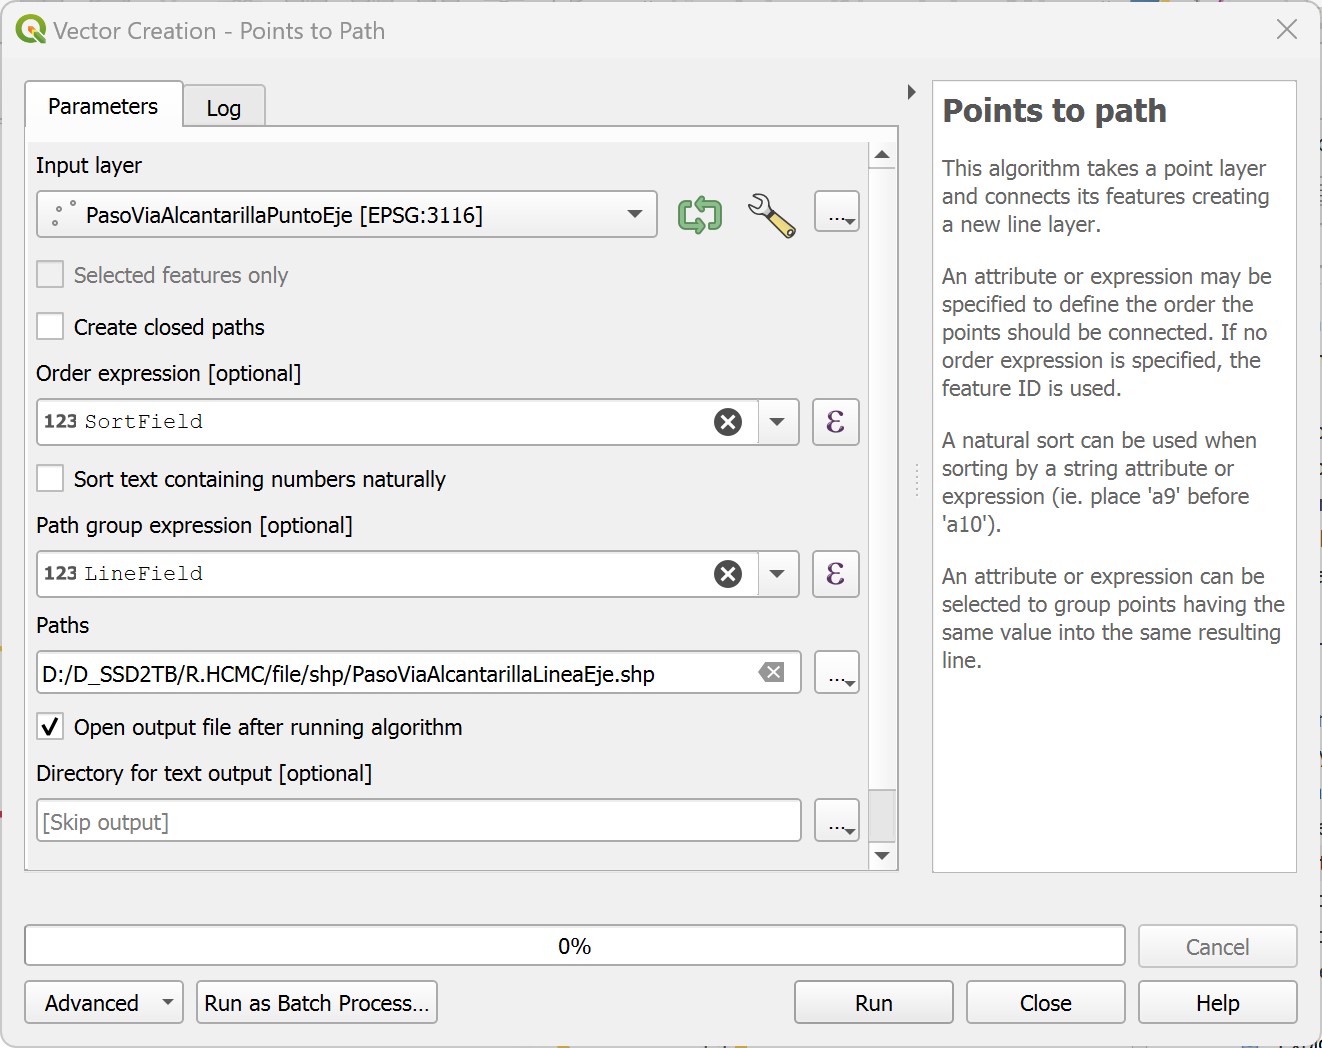 Vector Creation - Points to Path
Parameters
Log
Input layer
PasoViaAlcantarillaPuntoEje [EPSG:3116]
...
Selected features only
Create closed paths
Order expression [optional]
123 SortField
ε
Sort text containing numbers naturally
Path group expression [optional]
123 LineField
ε
Paths
D:/D_SSD2TB/R.HCMC/file/shp/PasoViaAlcantarillaLineaEje.shp
...
Open output file after running algorithm
Directory for text output [optional]
[Skip output]
...
Points to path
This algorithm takes a point layer
and connects its features creating
a new line layer.
An attribute or expression may be
specified to define the order the
points should be connected. If no
order expression is specified, the
feature ID is used.
A natural sort can be used when
sorting by a string attribute or
expression (ie. place 'a9' before
'a10').
An attribute or expression can be
selected to group points having the
same value into the same resulting
line.
0%
Cancel
Advanced
Run as Batch Process...
Run
Close
Help